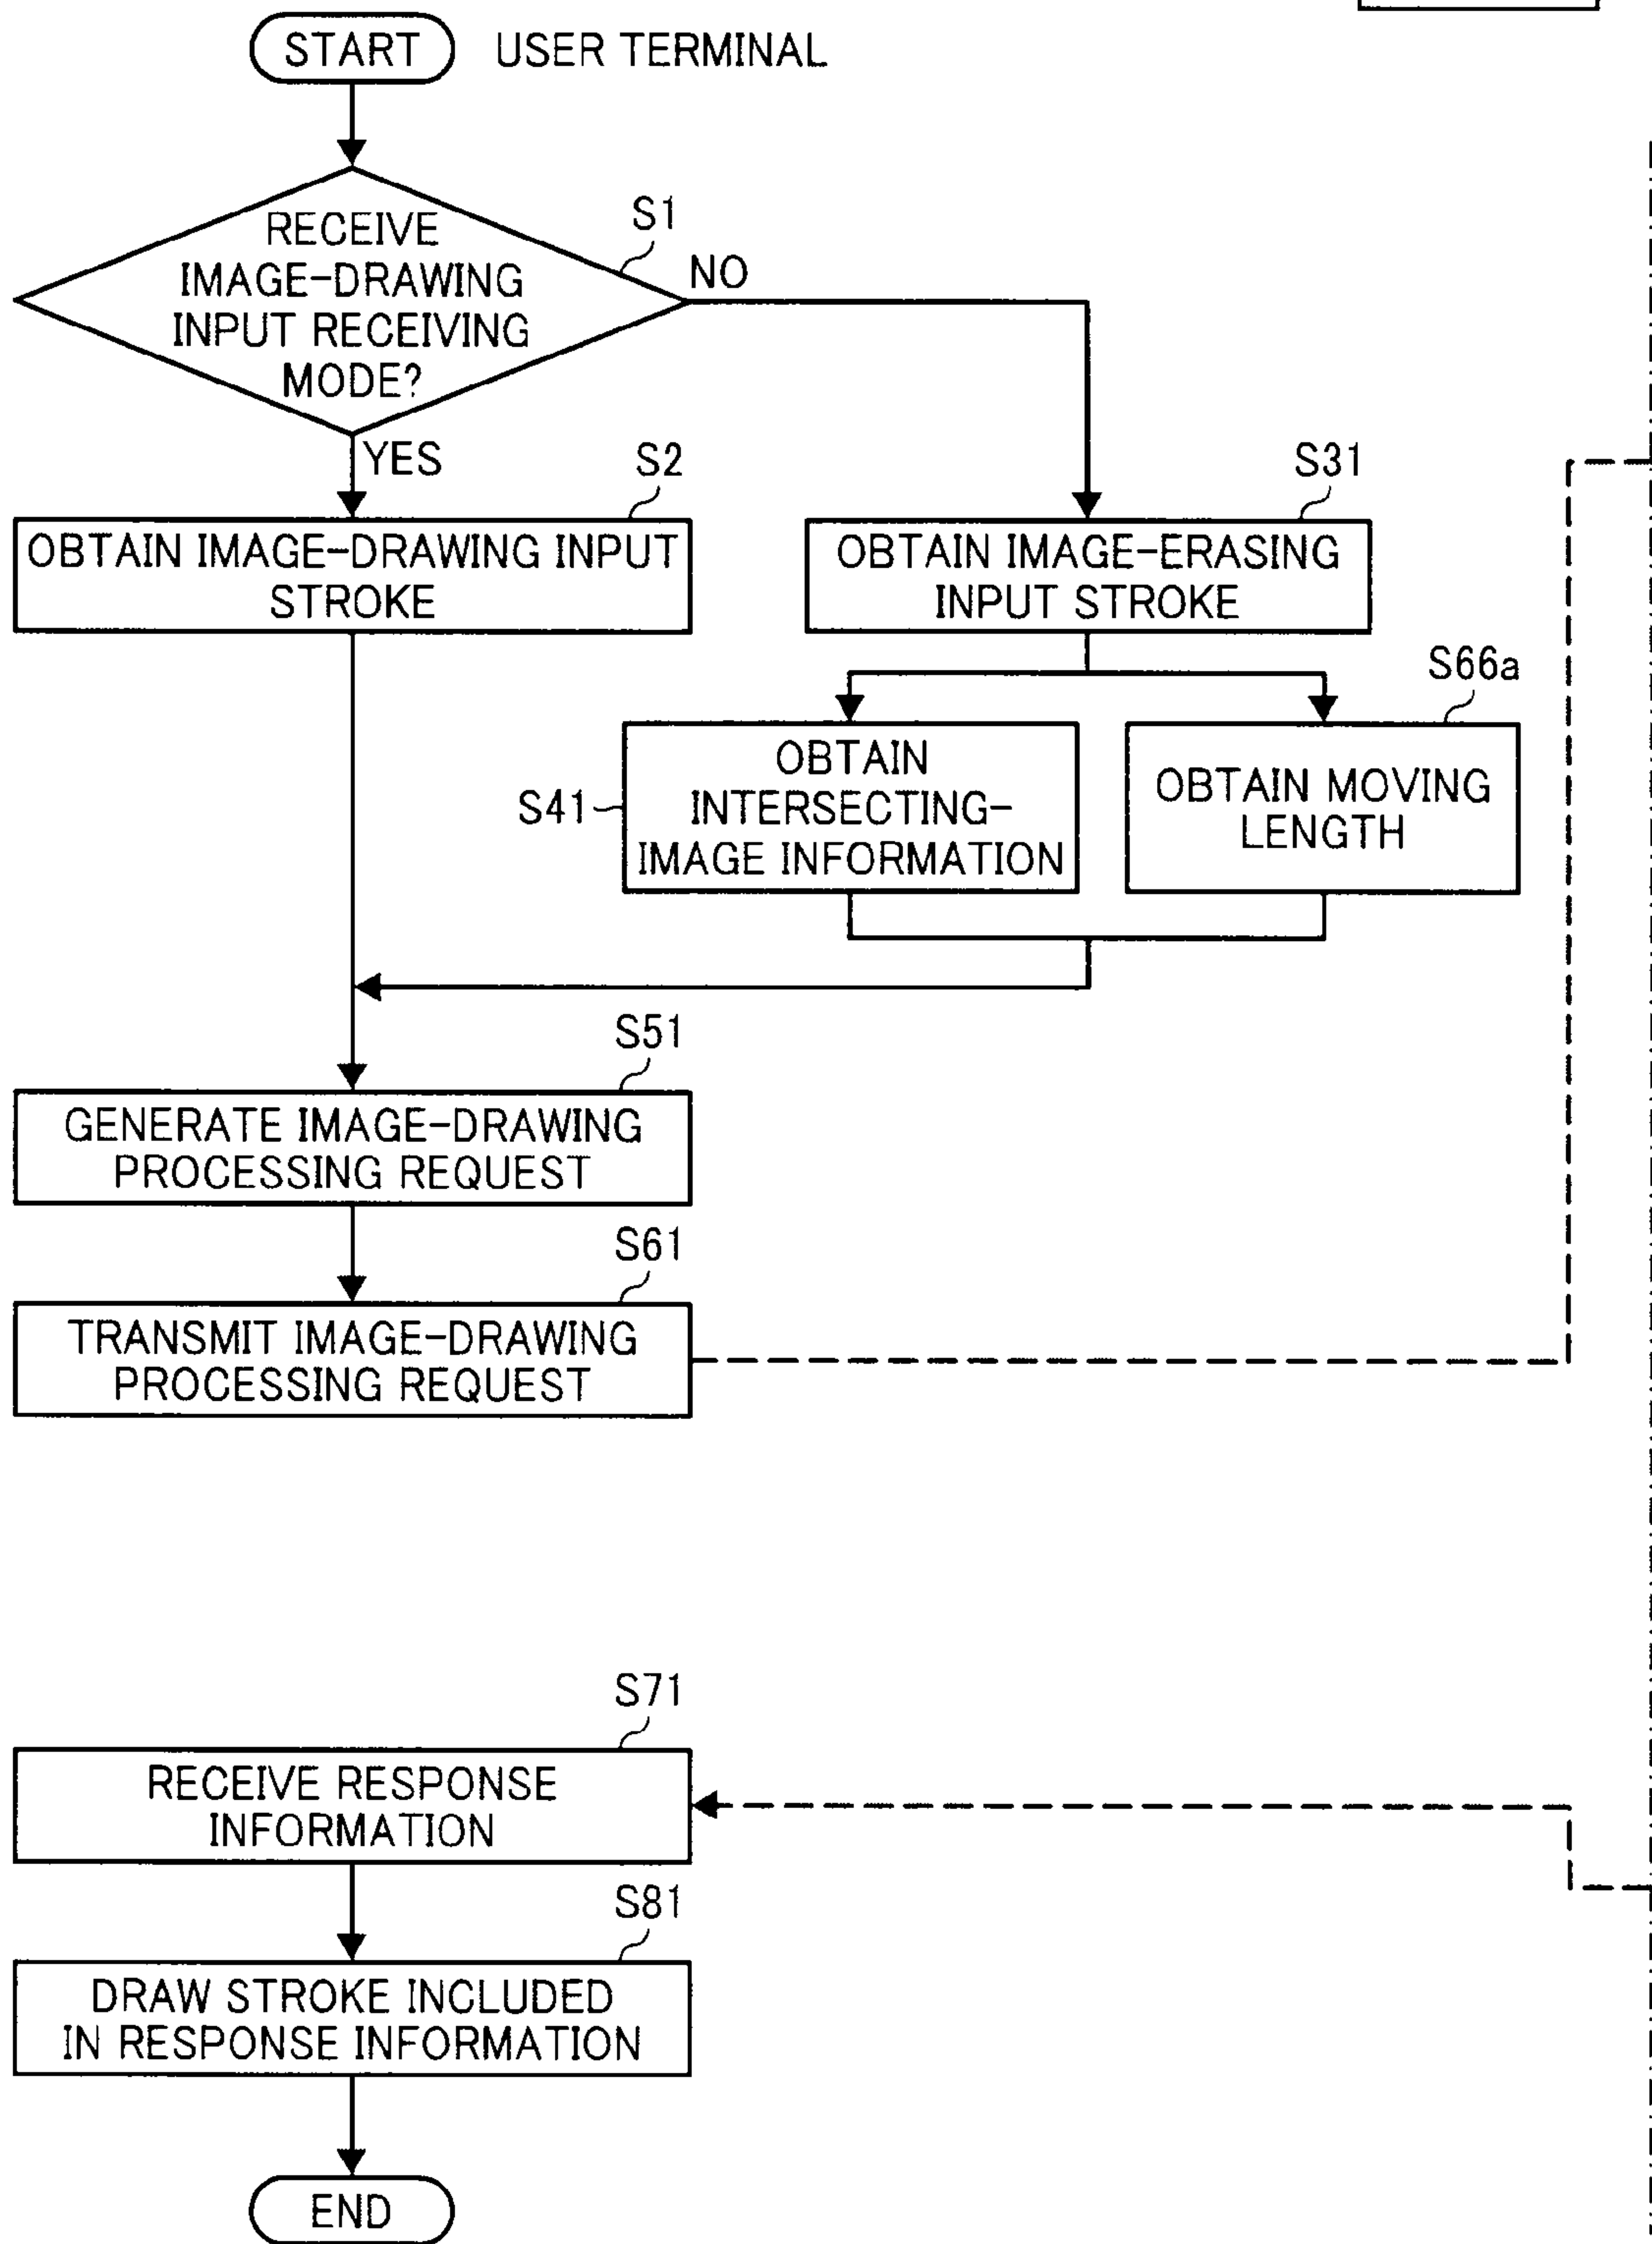 START
USER TERMINAL
S1
RECEIVE
IMAGE-DRAWING
INPUT RECEIVING
MODE?
NO
YES
S2
OBTAIN IMAGE-DRAWING INPUT
STROKE
S31
OBTAIN IMAGE-ERASING
INPUT STROKE
S41
OBTAIN
INTERSECTING-
IMAGE INFORMATION
S66a
OBTAIN MOVING
LENGTH
S51
GENERATE IMAGE-DRAWING
PROCESSING REQUEST
S61
TRANSMIT IMAGE-DRAWING
PROCESSING REQUEST
S71
RECEIVE RESPONSE
INFORMATION
S81
DRAW STROKE INCLUDED
IN RESPONSE INFORMATION
END